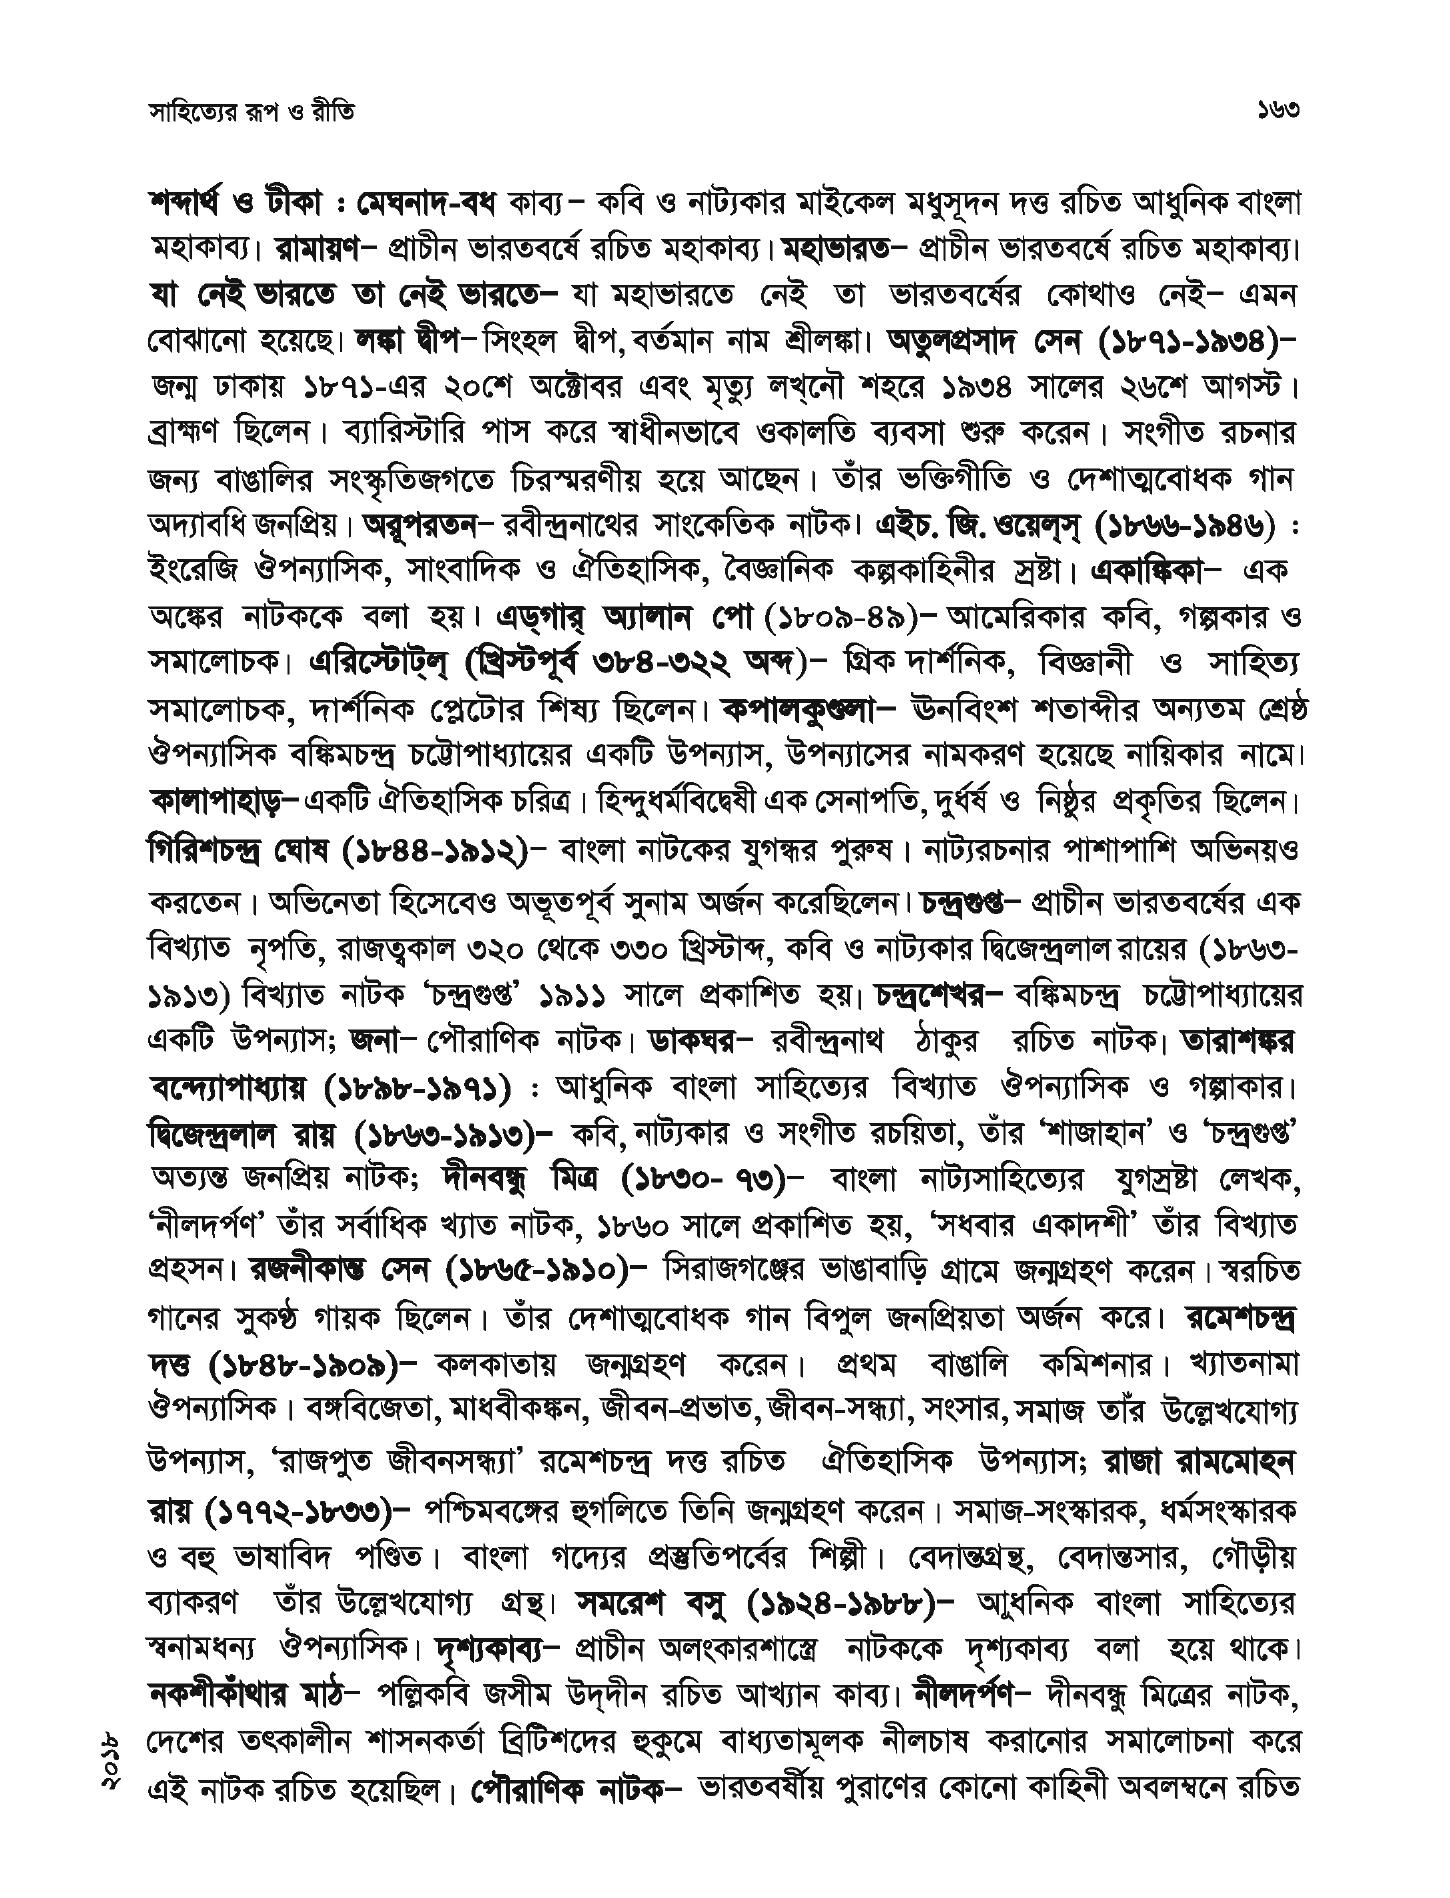 সাহিত্যের রূপ ও রীতি ১৬৩
শব্দার্থ ও টীকা : মেঘনাদ-বধ কাব্য– কবি ও নাট্যকার মাইকেল মধুসূদন দত্ত রচিত আধুনিক বাংলা
মহাকাব্য। রামায়ণ– প্রাচীন ভারতবর্ষে রচিত মহাকাব্য। মহাভারত– প্রাচীন ভারতবর্ষে রচিত মহাকাব্য।
যা নেই ভারতে তা নেই ভারতে– যা মহাভারতে নেই তা ভারতবর্ষের কোথাও নেই– এমন
বোঝানো হয়েছে। লঙ্কা দ্বীপ– সিংহল দ্বীপ, বর্তমান নাম শ্রীলঙ্কা। অতুলপ্রসাদ সেন (১৮৭১-১৯৩৪)–
জন্ম ঢাকায় ১৮৭১-এর ২০শে অক্টোবর এবং মৃত্যু লখ্নৌ শহরে ১৯৩৪ সালের ২৬শে আগস্ট।
ব্রাহ্মণ ছিলেন। ব্যারিস্টারি পাস করে স্বাধীনভাবে ওকালতি ব্যবসা শুরু করেন। সংগীত রচনার
জন্য বাঙালির সংস্কৃতিজগতে চিরস্মরণীয় হয়ে আছেন। তাঁর ভক্তিগীতি ও দেশাত্মবোধক গান
অদ্যাবধি জনপ্রিয়। অরূপরতন– রবীন্দ্রনাথের সাংকেতিক নাটক। এইচ. জি. ওয়েল্স্ (১৮৬৬-১৯৪৬) :
ইংরেজি ঔপন্যাসিক, সাংবাদিক ও ঐতিহাসিক, বৈজ্ঞানিক কল্পকাহিনীর স্রষ্টা। একাঙ্কিকা– এক
অঙ্কের নাটককে বলা হয়। এড্গার্ অ্যালান পো (১৮০৯-৪৯)– আমেরিকার কবি, গল্পকার ও
সমালোচক। এরিস্টোট্ল্ (খ্রিস্টপূর্ব ৩৮৪-৩২২ অব্দ)– গ্রিক দার্শনিক, বিজ্ঞানী ও সাহিত্য
সমালোচক, দার্শনিক প্লেটোর শিষ্য ছিলেন। কপালকুণ্ডলা– ঊনবিংশ শতাব্দীর অন্যতম শ্রেষ্ঠ
ঔপন্যাসিক বঙ্কিমচন্দ্র চট্টোপাধ্যায়ের একটি উপন্যাস, উপন্যাসের নামকরণ হয়েছে নায়িকার নামে।
কালাপাহাড়– একটি ঐতিহাসিক চরিত্র। হিন্দুধর্মবিদ্বেষী এক সেনাপতি, দুর্ধর্ষ ও নিষ্ঠুর প্রকৃতির ছিলেন।
গিরিশচন্দ্র ঘোষ (১৮৪৪-১৯১২)– বাংলা নাটকের যুগন্ধর পুরুষ। নাট্যরচনার পাশাপাশি অভিনয়ও
করতেন। অভিনেতা হিসেবেও অভূতপূর্ব সুনাম অর্জন করেছিলেন। চন্দ্রগুপ্ত– প্রাচীন ভারতবর্ষের এক
বিখ্যাত নৃপতি, রাজত্বকাল ৩২০ থেকে ৩৩০ খ্রিস্টাব্দ, কবি ও নাট্যকার দ্বিজেন্দ্রলাল রায়ের (১৮৬৩-
১৯১৩) বিখ্যাত নাটক ‘চন্দ্রগুপ্ত’ ১৯১১ সালে প্রকাশিত হয়। চন্দ্রশেখর– বঙ্কিমচন্দ্র চট্টোপাধ্যায়ের
একটি উপন্যাস; জনা– পৌরাণিক নাটক। ডাকঘর– রবীন্দ্রনাথ ঠাকুর রচিত নাটক। তারাশঙ্কর
বন্দ্যোপাধ্যায় (১৮৯৮-১৯৭১) : আধুনিক বাংলা সাহিত্যের বিখ্যাত ঔপন্যাসিক ও গল্পাকার।
দ্বিজেন্দ্রলাল রায় (১৮৬৩-১৯১৩)– কবি, নাট্যকার ও সংগীত রচয়িতা, তাঁর ‘শাজাহান’ ও ‘চন্দ্রগুপ্ত’
অত্যন্ত জনপ্রিয় নাটক; দীনবন্ধু মিত্র (১৮৩০- ৭৩)– বাংলা নাট্যসাহিত্যের যুগস্রষ্টা লেখক,
‘নীলদর্পণ’ তাঁর সর্বাধিক খ্যাত নাটক, ১৮৬০ সালে প্রকাশিত হয়, ‘সধবার একাদশী’ তাঁর বিখ্যাত
প্রহসন। রজনীকান্ত সেন (১৮৬৫-১৯১০)– সিরাজগঞ্জের ভাঙাবাড়ি গ্রামে জন্মগ্রহণ করেন। স্বরচিত
গানের সুকণ্ঠ গায়ক ছিলেন। তাঁর দেশাত্মবোধক গান বিপুল জনপ্রিয়তা অর্জন করে। রমেশচন্দ্র
দত্ত (১৮৪৮-১৯০৯)– কলকাতায় জন্মগ্রহণ করেন। প্রথম বাঙালি কমিশনার। খ্যাতনামা
ঔপন্যাসিক। বঙ্গবিজেতা, মাধবীকঙ্কন, জীবন-প্রভাত, জীবন-সন্ধ্যা, সংসার, সমাজ তাঁর উল্লেখযোগ্য
উপন্যাস, ‘রাজপুত জীবনসন্ধ্যা’ রমেশচন্দ্র দত্ত রচিত ঐতিহাসিক উপন্যাস; রাজা রামমোহন
রায় (১৭৭২-১৮৩৩)– পশ্চিমবঙ্গের হুগলিতে তিনি জন্মগ্রহণ করেন। সমাজ-সংস্কারক, ধর্মসংস্কারক
ও বহু ভাষাবিদ পণ্ডিত। বাংলা গদ্যের প্রস্তুতিপর্বের শিল্পী। বেদান্তগ্রন্থ, বেদান্তসার, গৌড়ীয়
ব্যাকরণ তাঁর উল্লেখযোগ্য গ্রন্থ। সমরেশ বসু (১৯২৪-১৯৮৮)– আধুনিক বাংলা সাহিত্যের
স্বনামধন্য ঔপন্যাসিক। দৃশ্যকাব্য– প্রাচীন অলংকারশাস্ত্রে নাটককে দৃশ্যকাব্য বলা হয়ে থাকে।
নকশীকাঁথার মাঠ– পল্লিকবি জসীম উদ্‌দীন রচিত আখ্যান কাব্য। নীলদর্পণ– দীনবন্ধু মিত্রের নাটক,
দেশের তৎকালীন শাসনকর্তা ব্রিটিশদের হুকুমে বাধ্যতামূলক নীলচাষ করানোর সমালোচনা করে
এই নাটক রচিত হয়েছিল। পৌরাণিক নাটক– ভারতবর্ষীয় পুরাণের কোনো কাহিনী অবলম্বনে রচিত
২০১৮